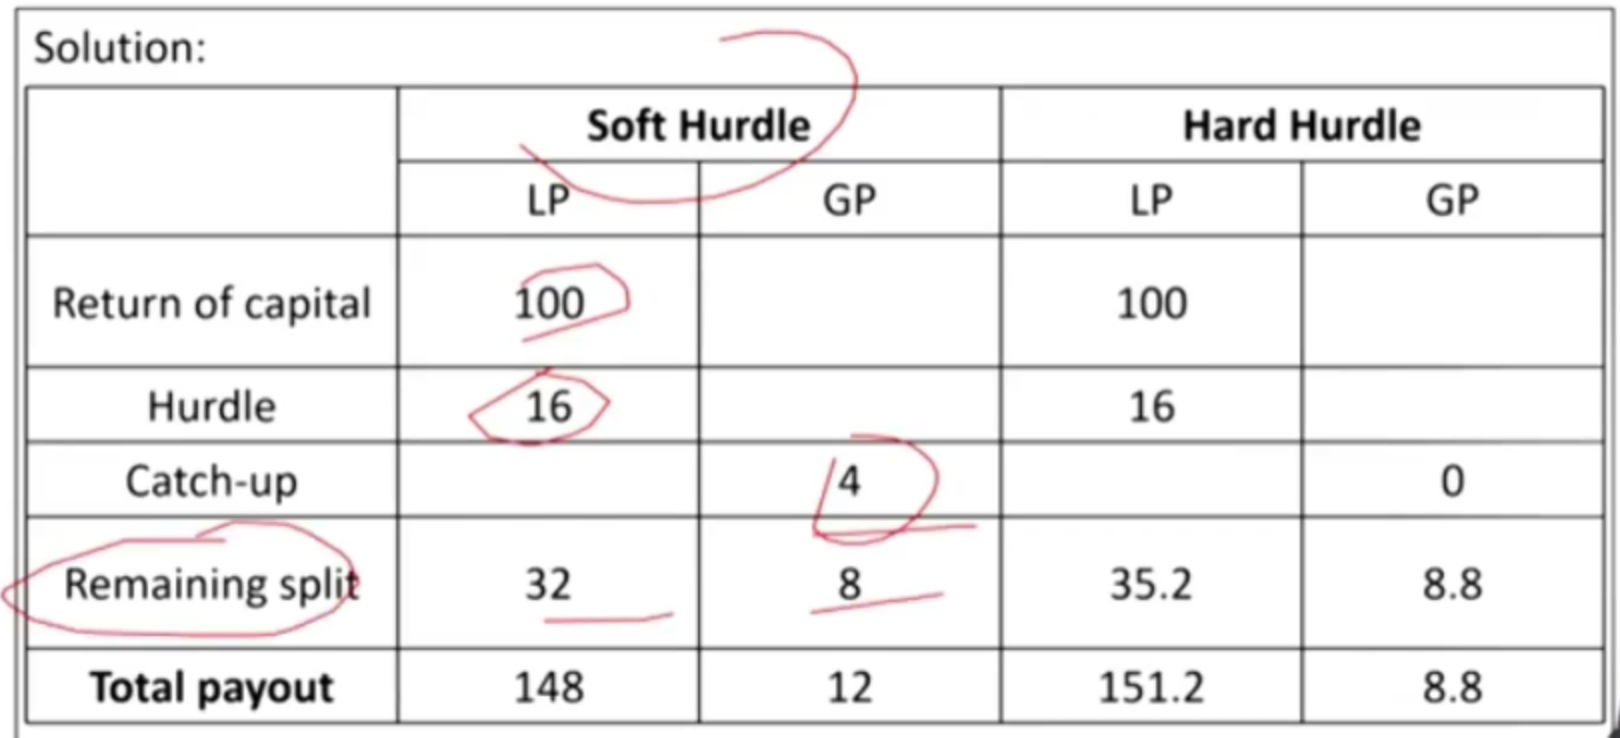 Solution:
Soft Hurdle Hard Hurdle
LP GP LP GP
Return of capital 100 100
Hurdle 16 16
Catch-up 4 0
Remaining split 32 8 35.2 8.8
Total payout 148 12 151.2 8.8